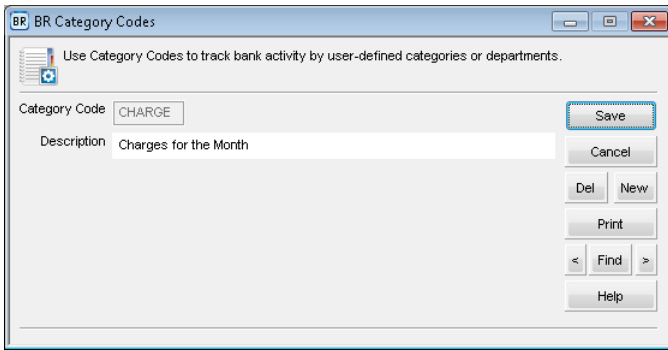 BR BR Category Codes
Use Category Codes to track bank activity by user-defined categories or departments.
Category Code CHARGE
Save
Description Charges for the Month
Cancel
Del New
Print
< Find >
Help